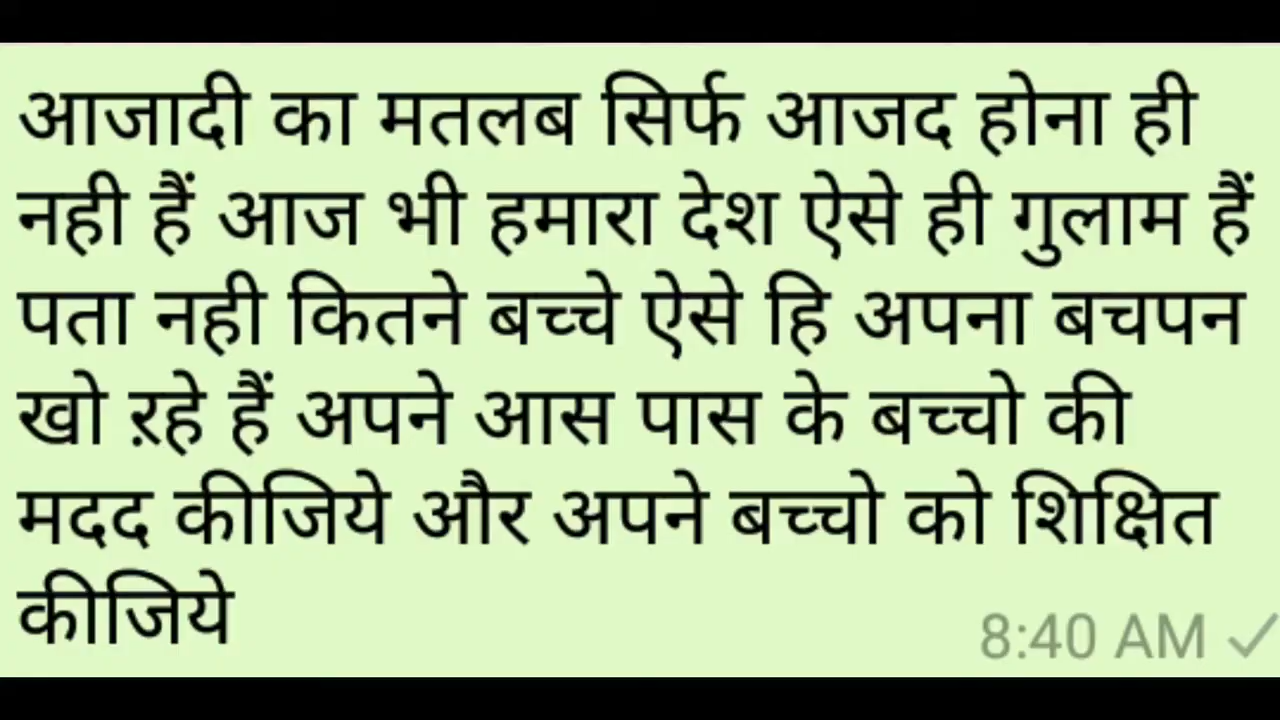 आजादी का मतलब सिर्फ आजद होना ही
नही हैं आज भी हमारा देश ऐसे ही गुलाम हैं
पता नही कितने बच्चे ऐसे हि अपना बचपन
खो ऱहे हैं अपने आस पास के बच्चो की
मदद कीजिये और अपने बच्चो को शिक्षित
कीजिये
8:40 AM